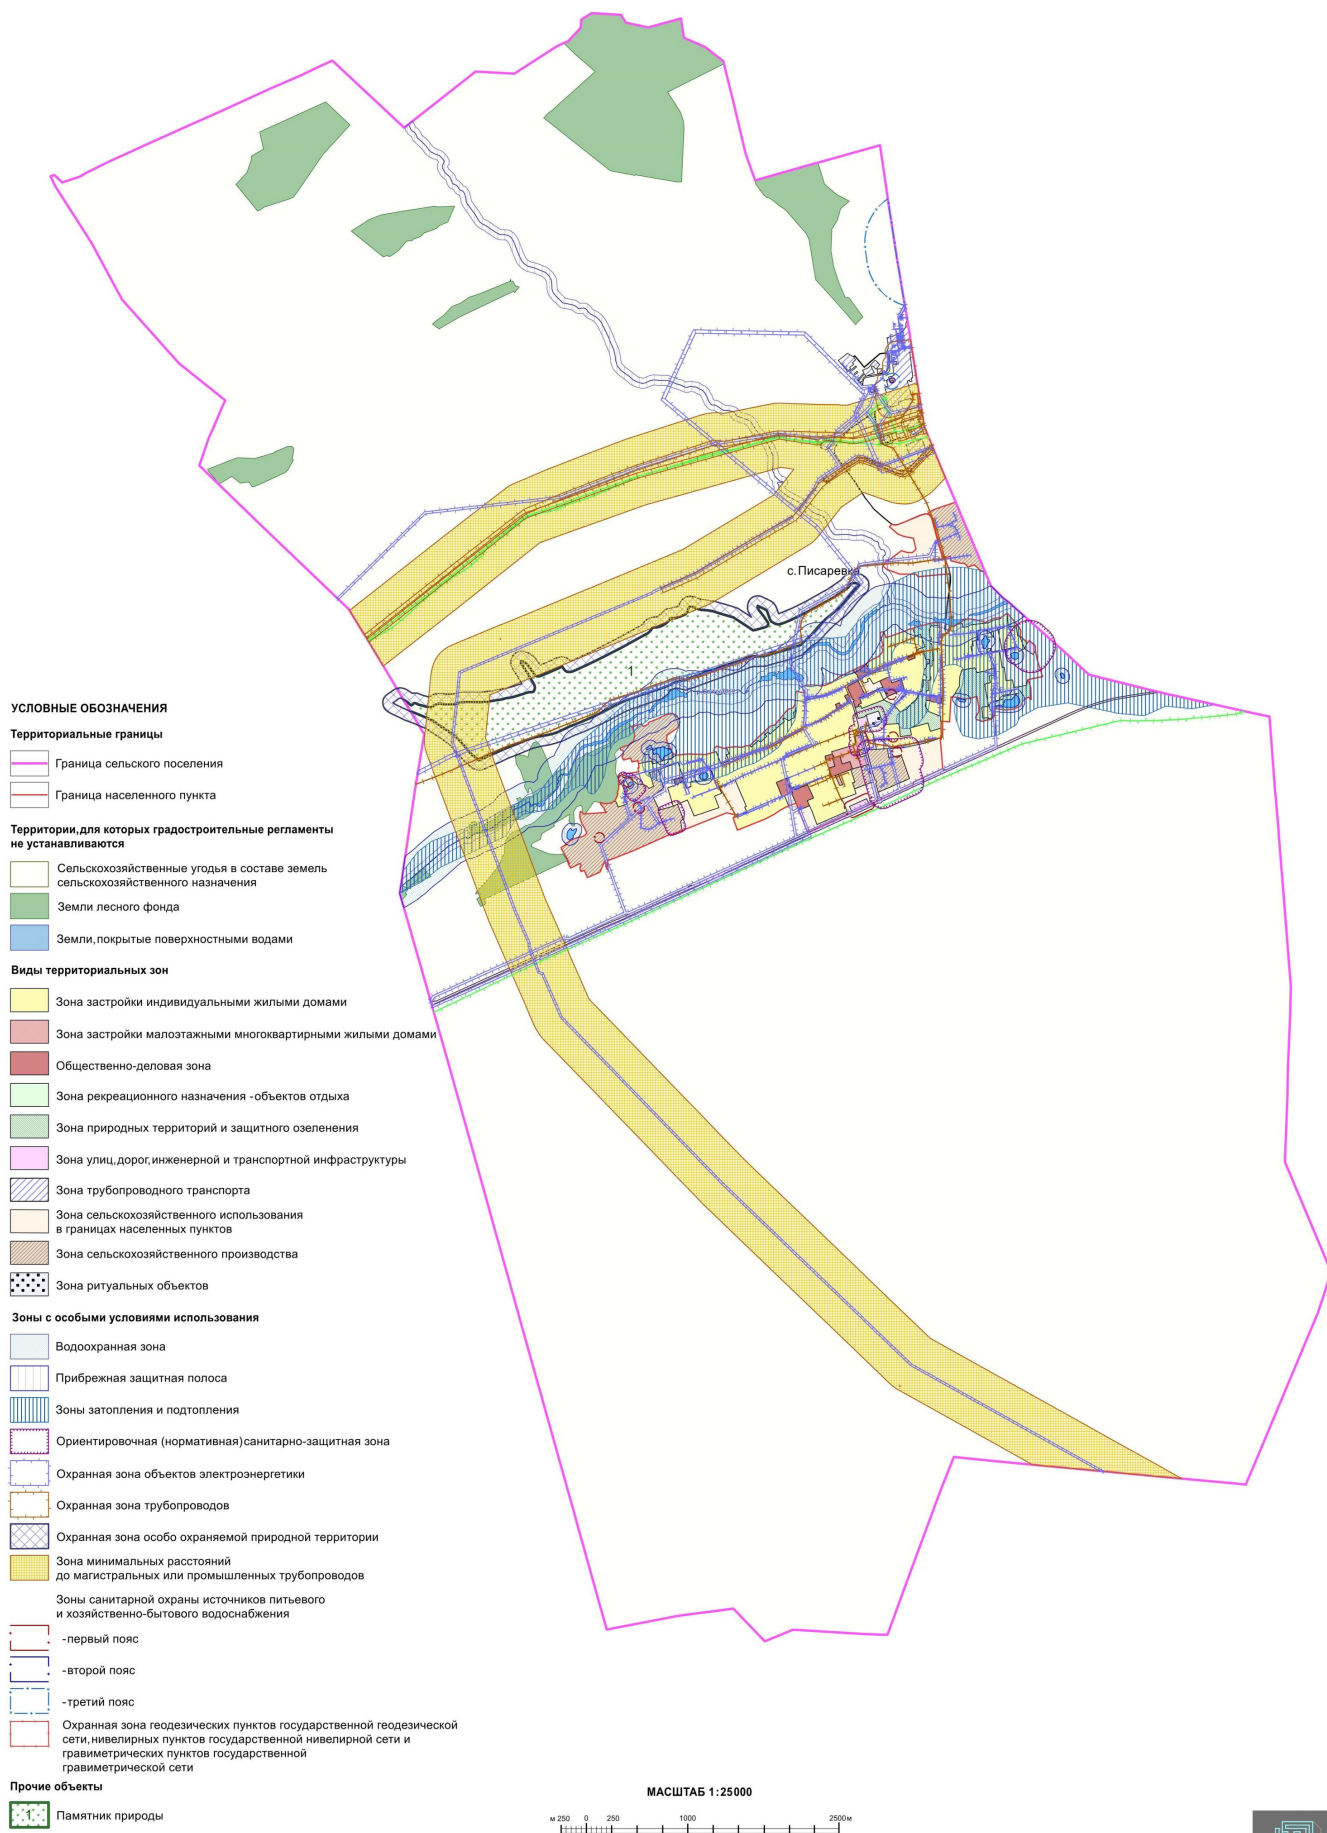 с.Писаревка
1
УСЛОВНЫЕ ОБОЗНАЧЕНИЯ
Территориальные границы
Граница сельского поселения
Граница населенного пункта
Территории,для которых градостроительные регламенты
не устанавливаются
Сельскохозяйственные угодья в составе земель
сельскохозяйственного назначения
Земли лесного фонда
Земли,покрытые поверхностными водами
Виды территориальных зон
Зона застройки индивидуальными жилыми домами
Зона застройки малоэтажными многоквартирными жилыми домами
Общественно-деловая зона
Зона рекреационного назначения -объектов отдыха
Зона природных территорий и защитного озеленения
Зона улиц,дорог,инженерной и транспортной инфраструктуры
Зона трубопроводного транспорта
Зона сельскохозяйственного использования
в границах населенных пунктов
Зона сельскохозяйственного производства
Зона ритуальных объектов
Зоны с особыми условиями использования
Водоохранная зона
Прибрежная защитная полоса
Зоны затопления и подтопления
Ориентировочная (нормативная)санитарно-защитная зона
Охранная зона объектов электроэнергетики
Охранная зона трубопроводов
Охранная зона особо охраняемой природной территории
Зона минимальных расстояний
до магистральных или промышленных трубопроводов
Зоны санитарной охраны источников питьевого
и хозяйственно-бытового водоснабжения
-первый пояс
-второй пояс
-третий пояс
Охранная зона геодезических пунктов государственной геодезической
сети,нивелирных пунктов государственной нивелирной сети и
гравиметрических пунктов государственной
гравиметрической сети
Прочие объекты
1
Памятник природы
МАСШТАБ 1:25000
м 250 0 250 1000 2500м